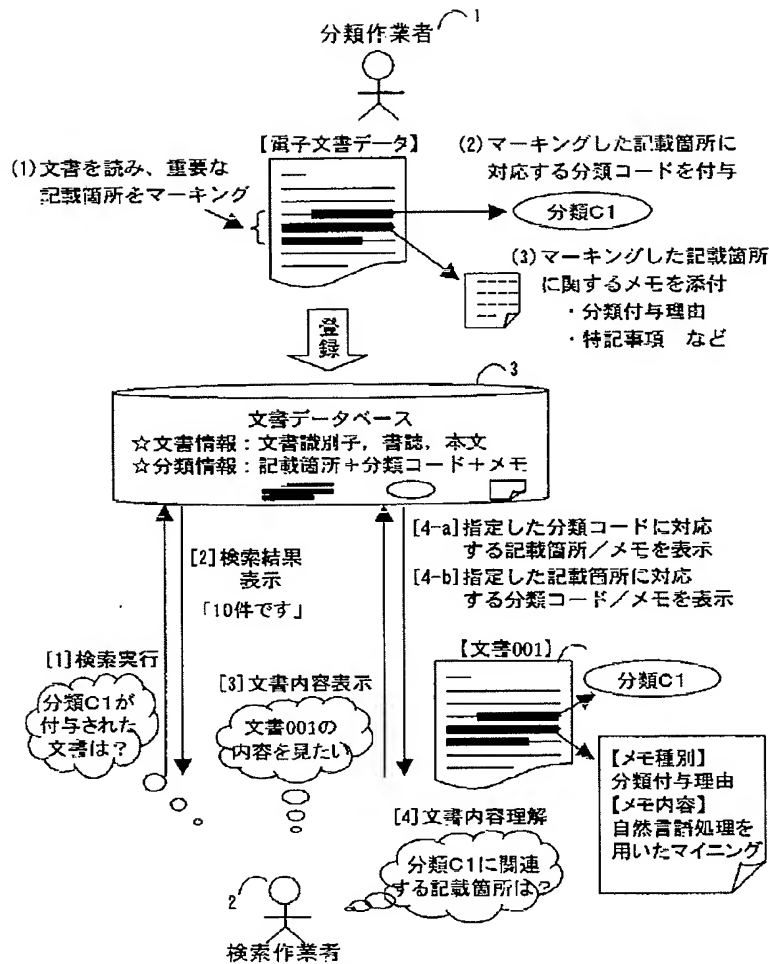 1
分類作業者
【電子文書データ】
(1)文書を読み、重要な
記載箇所をマーキング
(2)マーキングした記載箇所に
対応する分類コードを付与
分類C1
(3)マーキングした記載箇所
に関するメモを添付
・分類付与理由
・特記事項 など
登録
3
文書データベース
☆文書情報:文書識別子,書誌,本文
☆分類情報:記載箇所+分類コード+メモ
[4-a]指定した分類コードに対応
する記載箇所/メモを表示
[4-b]指定した記載箇所に対応
する分類コード/メモを表示
[2]検索結果
表示
「10件です」
[1]検索実行
分類C1が
付与された
文書は?
[3]文書内容表示
文書001の
内容を見たい
【文書001】
分類C1
【メモ種別】
分類付与理由
【メモ内容】
自然言語処理を
用いたマイニング
[4]文書内容理解
分類C1に関連
する記載箇所は?
2
検索作業者